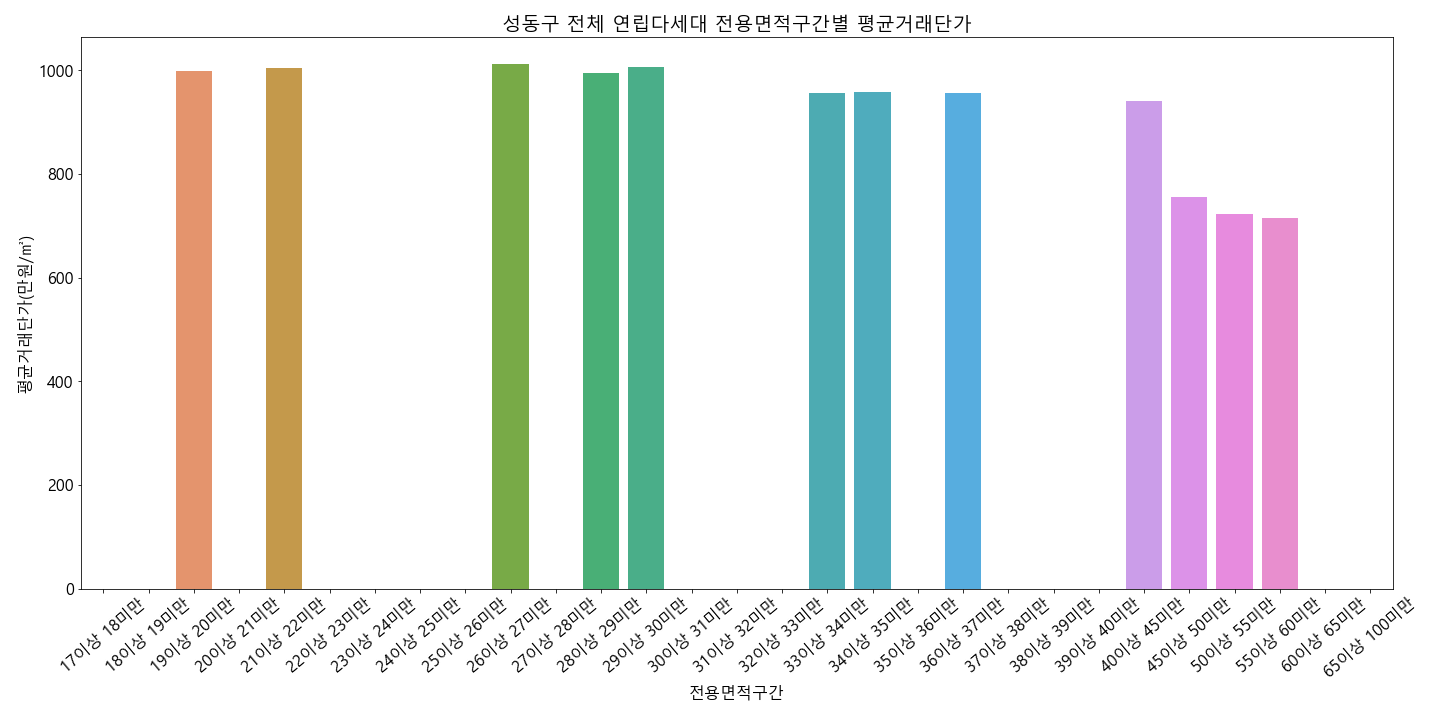 성동구 전체 연립다세대 전용면적구간별 평균거래단가
평균거래단가(만원/㎡)
1000
800
600
400
200
0
17이상 18미만
18이상 19미만
19이상 20미만
20이상 21미만
21이상 22미만
22이상 23미만
23이상 24미만
24이상 25미만
25이상 26미만
26이상 27미만
27이상 28미만
28이상 29미만
29이상 30미만
30이상 31미만
31이상 32미만
32이상 33미만
33이상 34미만
34이상 35미만
35이상 36미만
36이상 37미만
37이상 38미만
38이상 39미만
39이상 40미만
40이상 45미만
45이상 50미만
50이상 55미만
55이상 60미만
60이상 65미만
65이상 100미만
전용면적구간